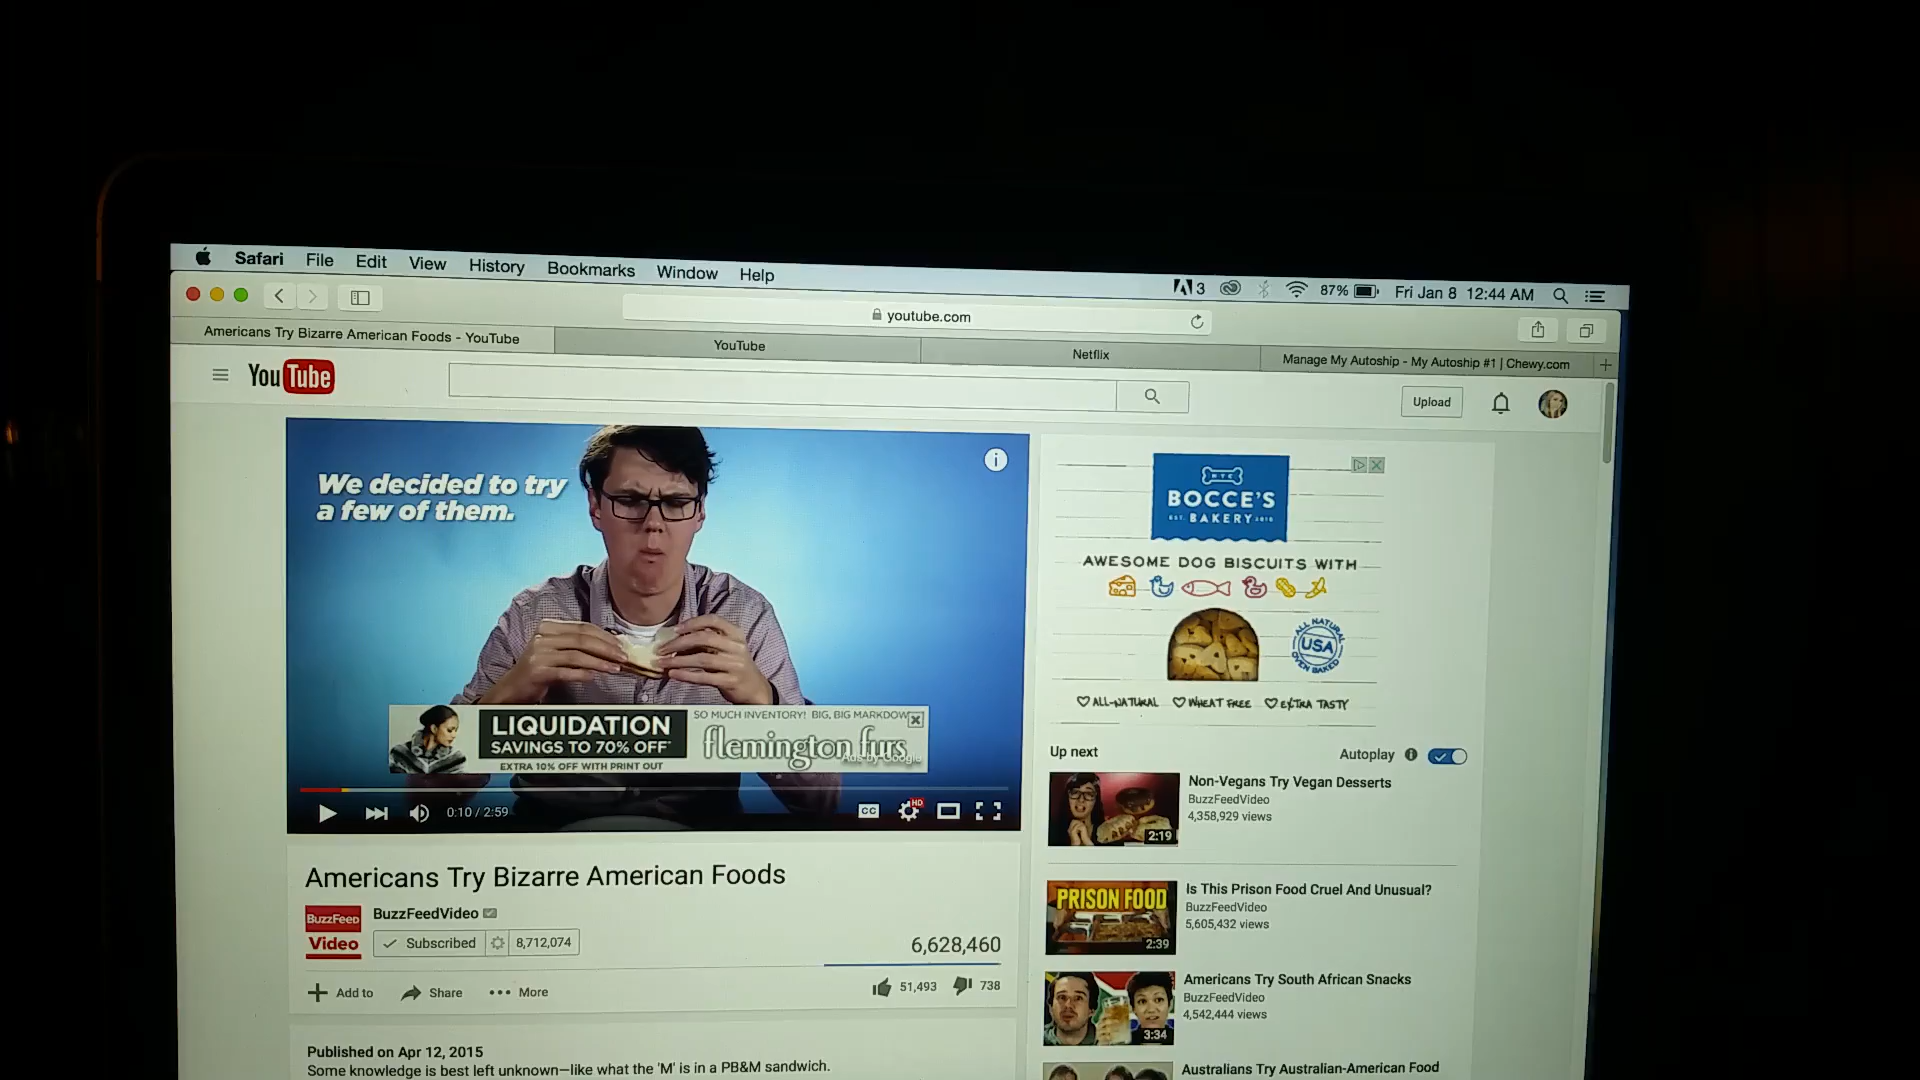 Safari File Edit View History Bookmarks Window Help
3 87% Fri Jan 8 12:44 AM
youtube.com
Americans Try Bizarre American Foods - YouTube
YouTube
Netflix
Manage My Autoship - My Autoship #1 | Chewy.com
YouTube
Upload
We decided to try
a few of them.
LIQUIDATION
SAVINGS TO 70% OFF*
EXTRA 10% OFF WITH PRINT OUT
SO MUCH INVENTORY! BIG, BIG MARKDOW
flemington furs
Ads by Google
0:10 / 2:59
CC
HD
BOCCE'S
EST. BAKERY 2010
AWESOME DOG BISCUITS WITH
ALL NATURAL
USA
OVEN BAKED
ALL-NATURAL WHEAT FREE EXTRA TASTY
Up next
Autoplay
Non-Vegans Try Vegan Desserts
BuzzFeedVideo
4,358,929 views
2:19
PRISON FOOD
2:39
Is This Prison Food Cruel And Unusual?
BuzzFeedVideo
5,605,432 views
3:34
Americans Try South African Snacks
BuzzFeedVideo
4,542,444 views
Australians Try Australian-American Food
Americans Try Bizarre American Foods
BuzzFeed
Video
BuzzFeedVideo
Subscribed 8,712,074
6,628,460
Add to Share More
51,493 738
Published on Apr 12, 2015
Some knowledge is best left unknown—like what the 'M' is in a PB&M sandwich.